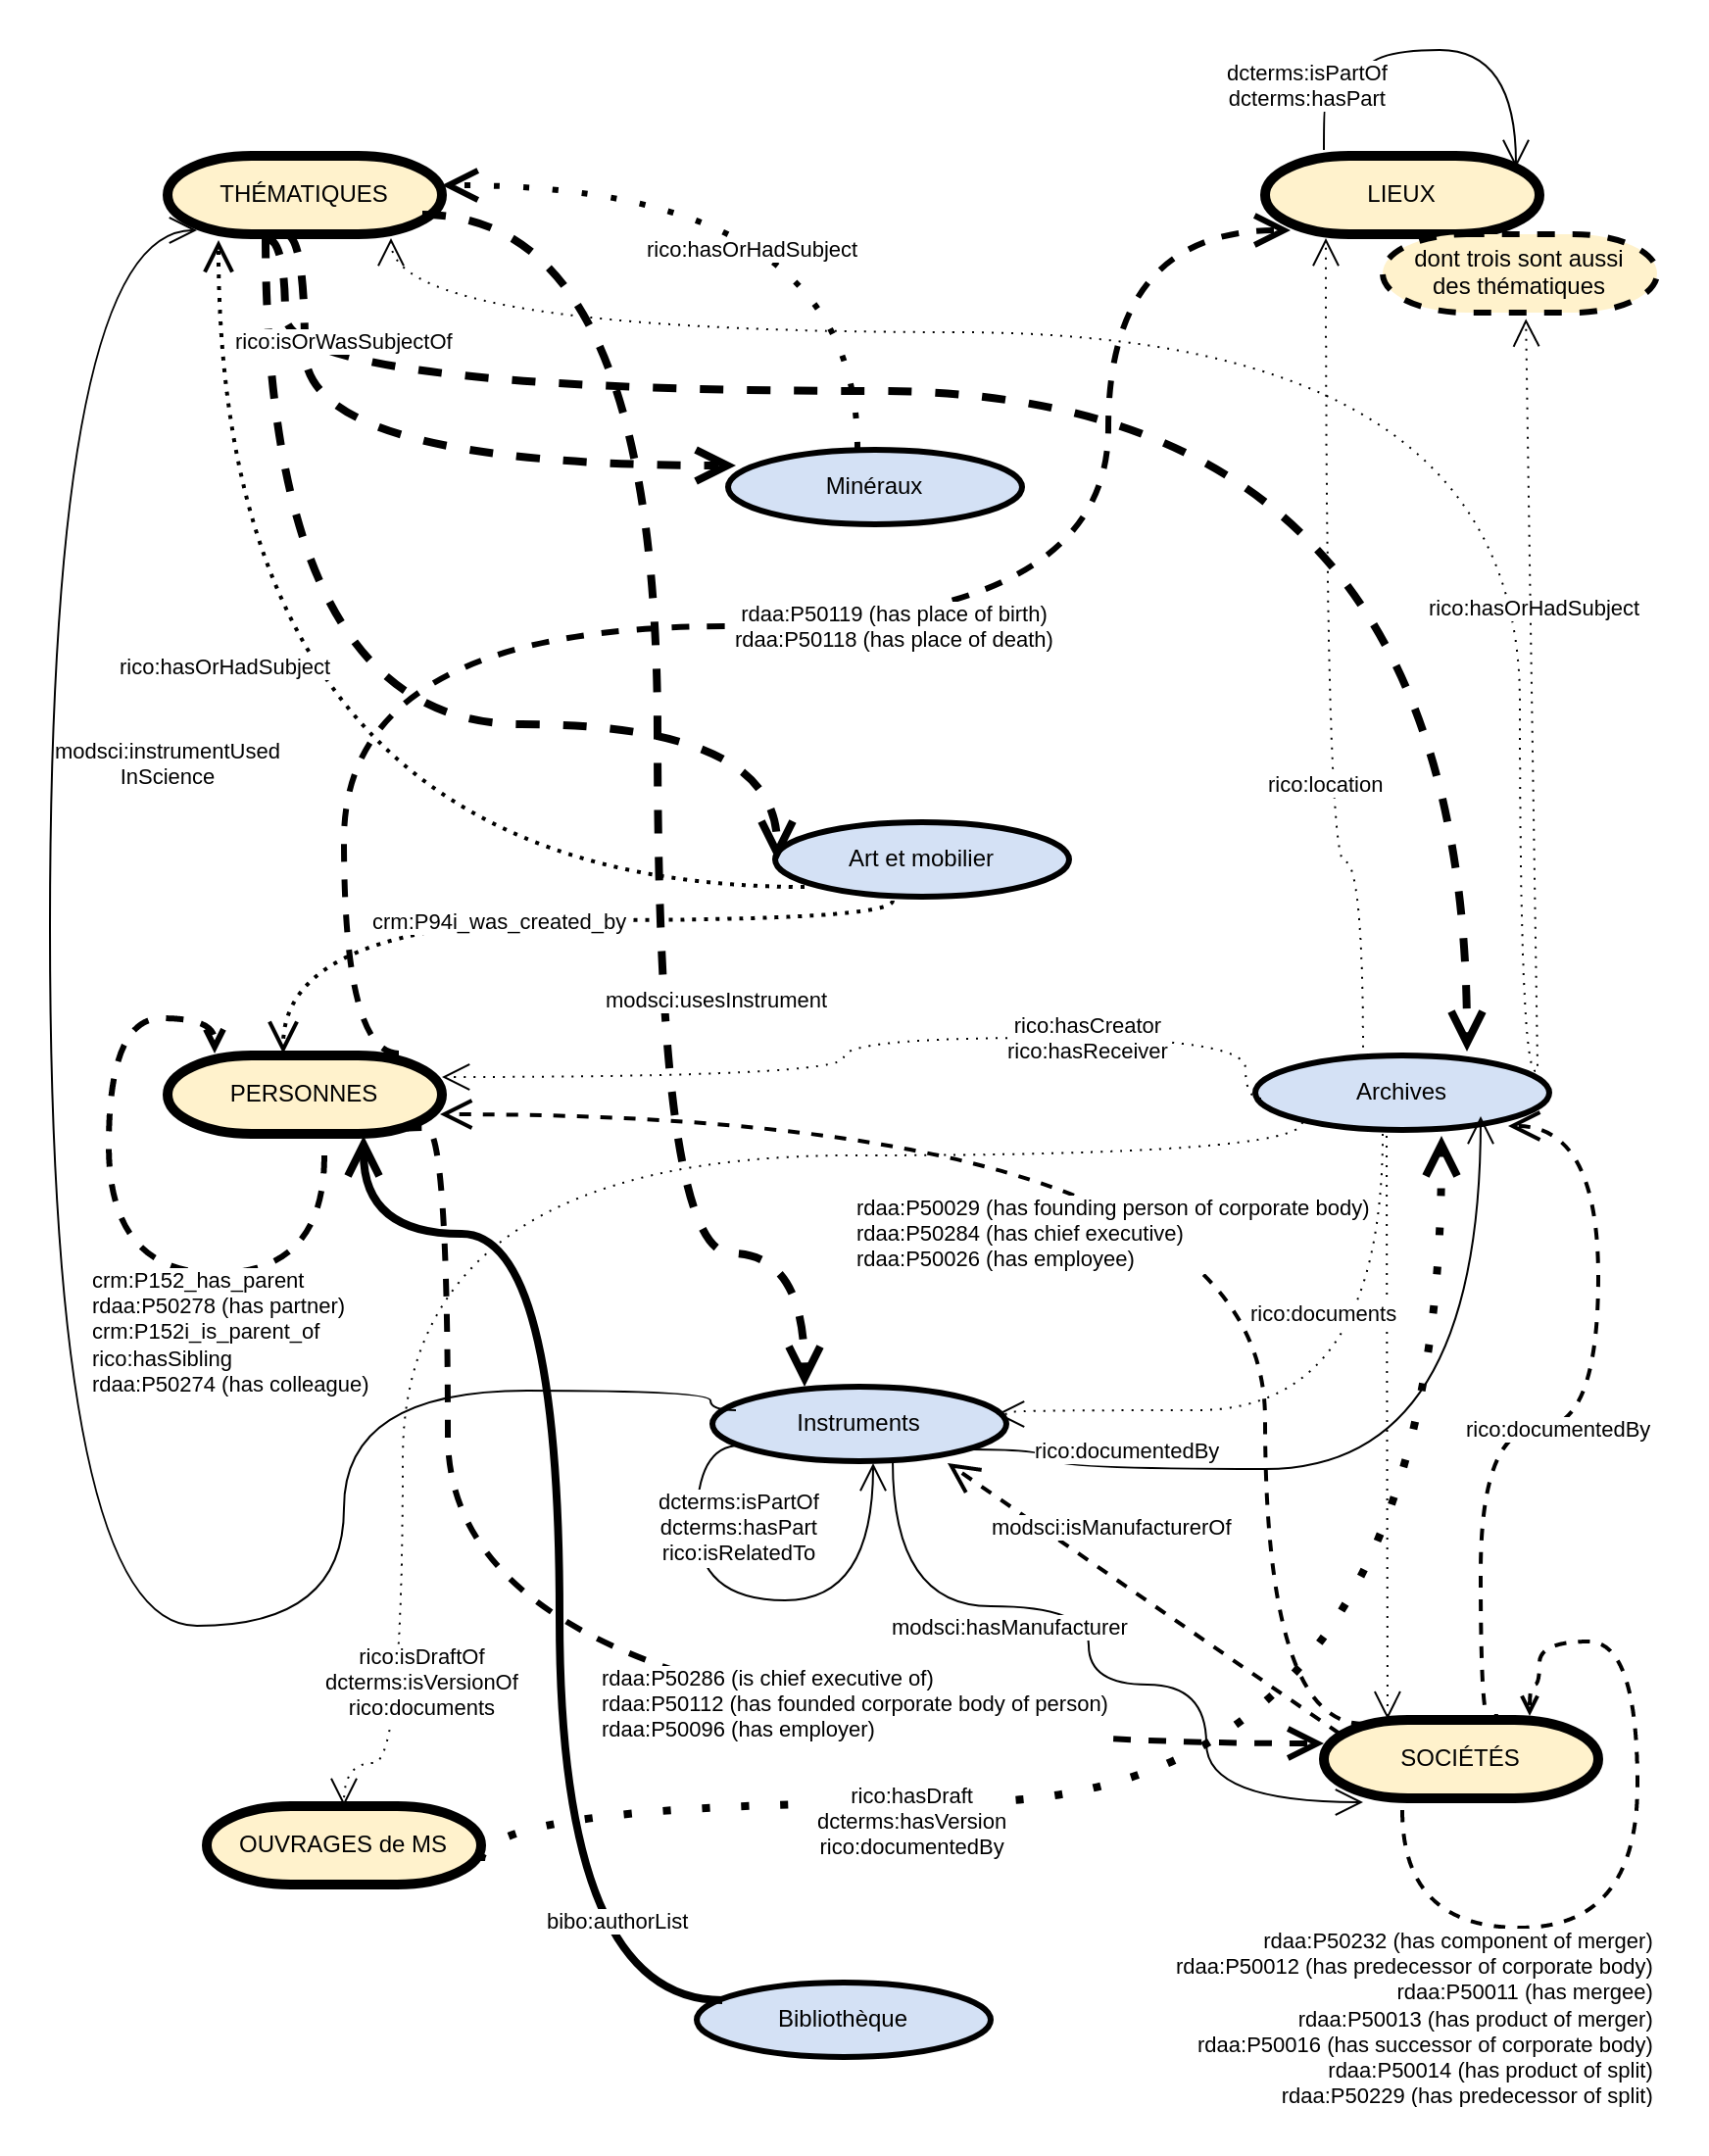 dcterms:isPartOf
dcterms:hasPart
THÉMATIQUES
LIEUX
rico:hasOrHadSubject
dont trois sont aussi
des thématiques
rico:isOrWasSubjectOf
Minéraux
rdaa:P50119 (has place of birth)
rdaa:P50118 (has place of death)
rico:hasOrHadSubject
rico:hasOrHadSubject
modsci:instrumentUsed
InScience
rico:location
Art et mobilier
crm:P94i_was_created_by
modsci:usesInstrument
rico:hasCreator
rico:hasReceiver
PERSONNES
Archives
rdaa:P50029 (has founding person of corporate body)
rdaa:P50284 (has chief executive)
rdaa:P50026 (has employee)
crm:P152_has_parent
rdaa:P50278 (has partner)
crm:P152i_is_parent_of
rico:hasSibling
rdaa:P50274 (has colleague)
rico:documents
Instruments
rico:documentedBy
rico:documentedBy
dcterms:isPartOf
dcterms:hasPart
rico:isRelatedTo
modsci:isManufacturerOf
modsci:hasManufacturer
rico:isDraftOf
dcterms:isVersionOf
rico:documents
rdaa:P50286 (is chief executive of)
rdaa:P50112 (has founded corporate body of person)
rdaa:P50096 (has employer)
SOCIÉTÉS
rico:hasDraft
dcterms:hasVersion
rico:documentedBy
OUVRAGES de MS
bibo:authorList
Bibliothèque
rdaa:P50232 (has component of merger)
rdaa:P50012 (has predecessor of corporate body)
rdaa:P50011 (has mergee)
rdaa:P50013 (has product of merger)
rdaa:P50016 (has successor of corporate body)
rdaa:P50014 (has product of split)
rdaa:P50229 (has predecessor of split)